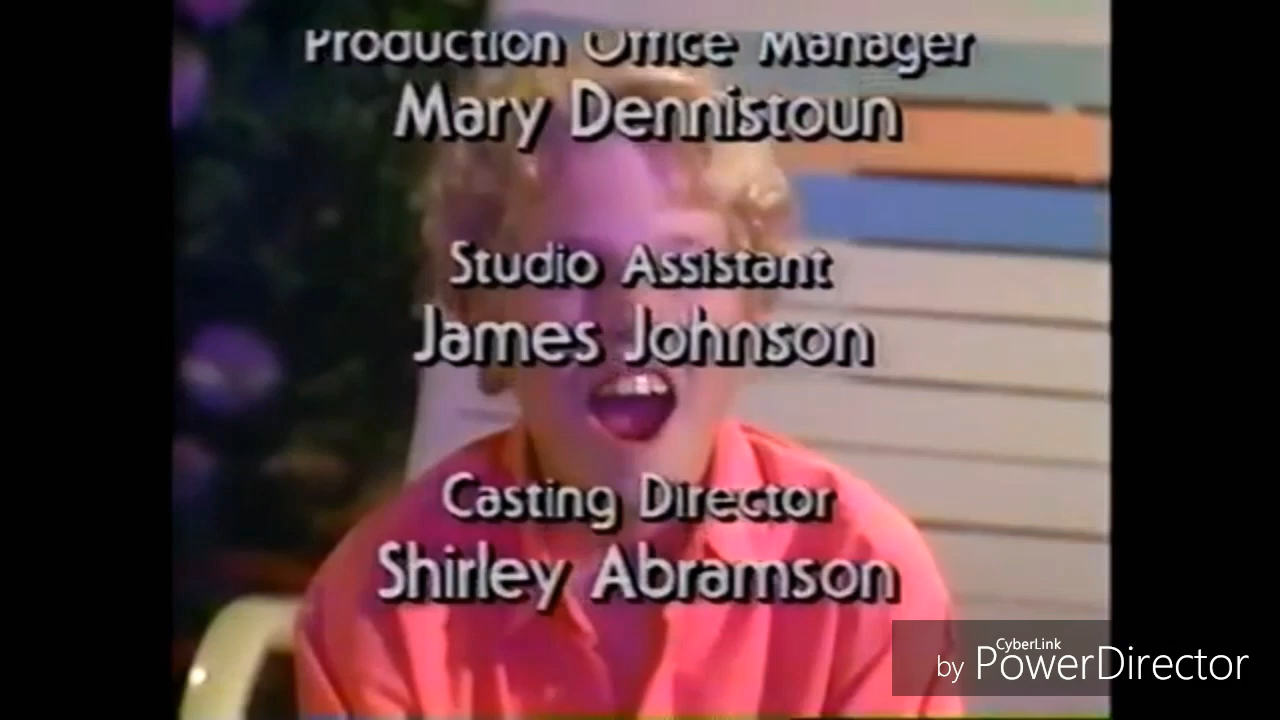 Production Office Manager
Mary Dennistoun
Studio Assistant
James Johnson
Casting Director
Shirley Abramson
CyberLink
by PowerDirector